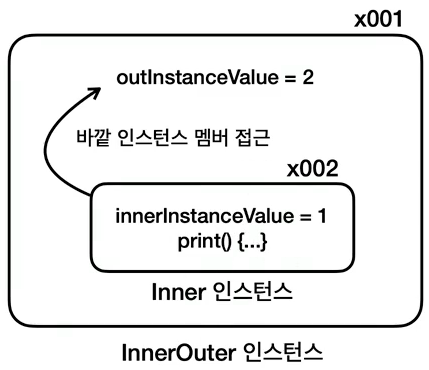 x001
outInstanceValue = 2
바깥 인스턴스 멤버 접근
x002
innerInstanceValue = 1
print() {...}
Inner 인스턴스
InnerOuter 인스턴스